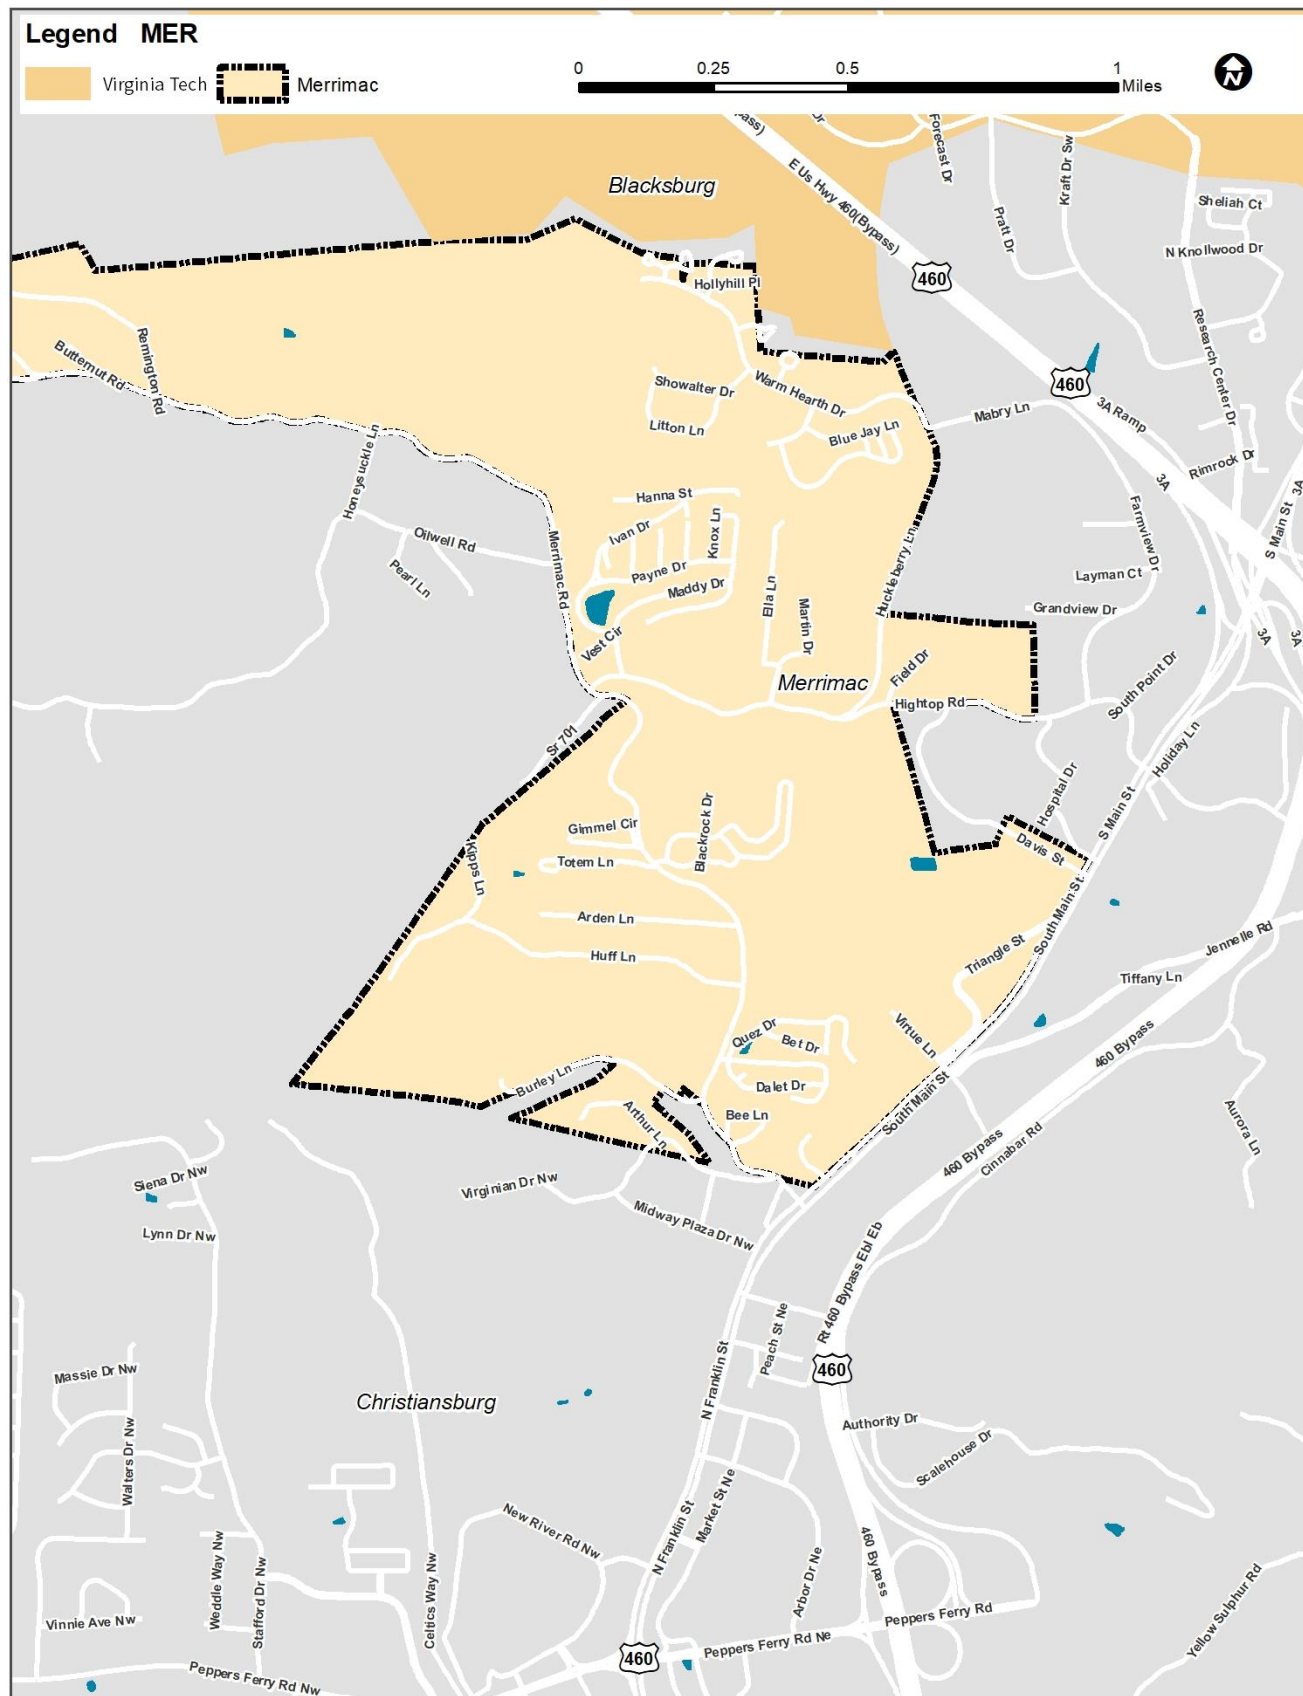 Legend MER
Virginia Tech
Merrimac
0 0.25 0.5 1
Miles
N
pass)
Dr
Forecast Dr
Kraft Dr Sw
E Us Hwy 460(Bypass)
Blacksburg
Sheliah Ct
Pratt Dr
N Knollwood Dr
460
Hollyhill Pl
Research Center Dr
Remington Rd
Butternut Rd
460
Showalter Dr
Warm Hearth Dr
3A Ramp
Mabry Ln
Litton Ln
Blue Jay Ln
Honeysuckle Ln
Rimrock Dr
3A
3A
Hanna St
S Main St
Farmview Dr
Ivan Dr
Knox Ln
Oilwell Rd
Merrimac Rd
Huckleberry Ln
Pearl Ln
Payne Dr
Maddy Dr
Ella Ln
Layman Ct
Grandview Dr
Martin Dr
3A
3A
Vest Cir
Field Dr
Merrimac
South Point Dr
Hightop Rd
Sr 701
Holiday Ln
Hospital Dr
S Main St
Gimmel Cir
Blackrock Dr
Kipps Ln
Totem Ln
Davis St
Arden Ln
South Main St
Huff Ln
Triangle St
Jennelle Rd
Tiffany Ln
Quez Dr
Bet Dr
Virtue Ln
460 Bypass
Burley Ln
Dalet Dr
Arthur Ln
Bee Ln
South Main St
Aurora Ln
460 Bypass
Cinnabar Rd
Siena Dr Nw
Virginian Dr Nw
Midway Plaza Dr Nw
Lynn Dr Nw
Rt 460 Bypass Ebl Eb
Peach St Ne
Massie Dr Nw
460
N Franklin St
Christiansburg
Authority Dr
Walters Dr Nw
Scalehouse Dr
Market St Ne
New River Rd Nw
N Franklin St
460 Bypass
Weddle Way Nw
Stafford Dr Nw
Celtics Way Nw
Arbor Dr Ne
Yellow Sulphur Rd
Vinnie Ave Nw
Peppers Ferry Rd
Peppers Ferry Rd Ne
460
Peppers Ferry Rd Nw